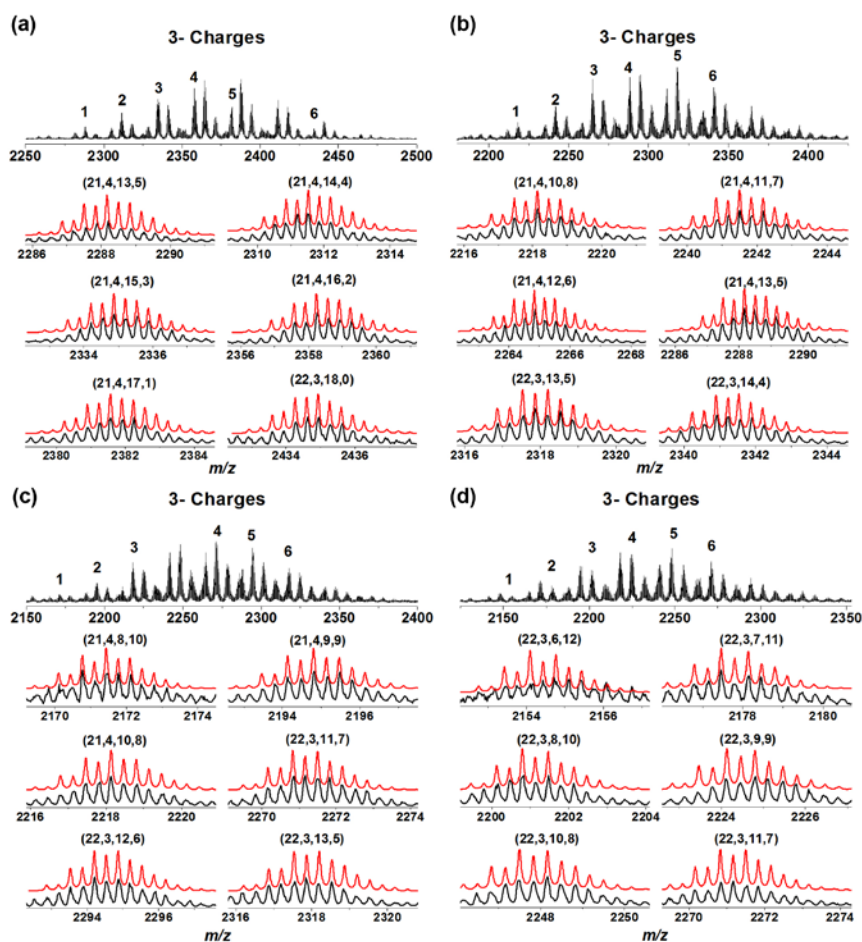 (a)
3- Charges
1 2 3 4 5 6
2250 2300 2350 2400 2450 2500
(21,4,13,5) (21,4,14,4)
2286 2288 2290 2310 2312 2314
(21,4,15,3) (21,4,16,2)
2334 2336 2356 2358 2360
(21,4,17,1) (22,3,18,0)
2380 2382 2384 2434 2436
m/z
(b)
3- Charges
1 2 3 4 5 6
2200 2250 2300 2350 2400
(21,4,10,8) (21,4,11,7)
2216 2218 2220 2240 2242 2244
(21,4,12,6) (21,4,13,5)
2264 2266 2268 2286 2288 2290
(22,3,13,5) (22,3,14,4)
2316 2318 2320 2340 2342 2344
m/z
(c)
3- Charges
1 2 3 4 5 6
2150 2200 2250 2300 2350 2400
(21,4,8,10) (21,4,9,9)
2170 2172 2174 2194 2196
(21,4,10,8) (22,3,11,7)
2216 2218 2220 2270 2272 2274
(22,3,12,6) (22,3,13,5)
2294 2296 2316 2318 2320
m/z
(d)
3- Charges
1 2 3 4 5 6
2150 2200 2250 2300 2350
(22,3,6,12) (22,3,7,11)
2154 2156 2178 2180
(22,3,8,10) (22,3,9,9)
2200 2202 2204 2224 2226
(22,3,10,8) (22,3,11,7)
2248 2250 2270 2272 2274
m/z